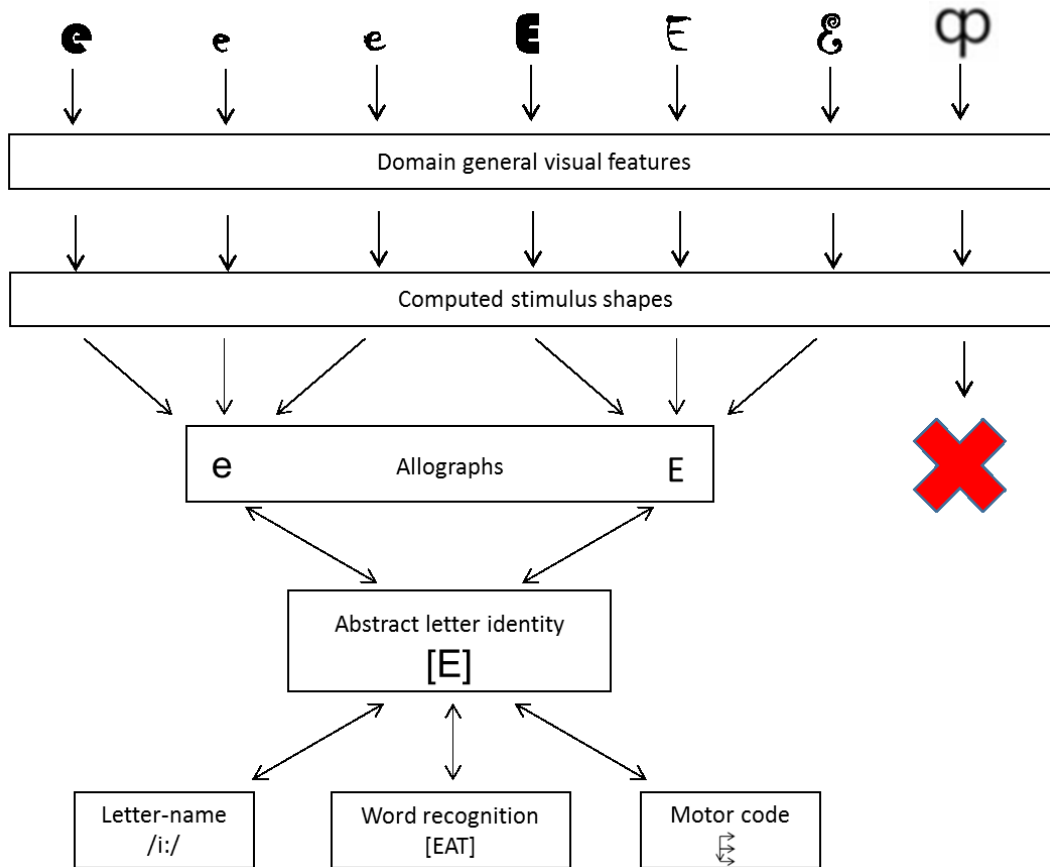 e e e E E E
Domain general visual features
Computed stimulus shapes
e Allographs E
Abstract letter identity
[E]
Letter-name
/i:/
Word recognition
[EAT]
Motor code